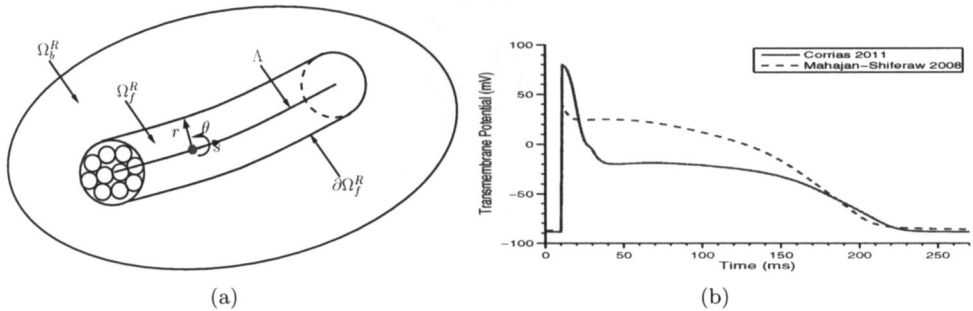 Ω_b^R
Ω_f^R
Λ
r
θ
s
∂Ω_f^R
(a)
Transmembrane Potential (mV)
100
50
0
−50
−100
0 50 100 150 200 250
Time (ms)
Corrias 2011
Mahajan−Shiferaw 2008
(b)